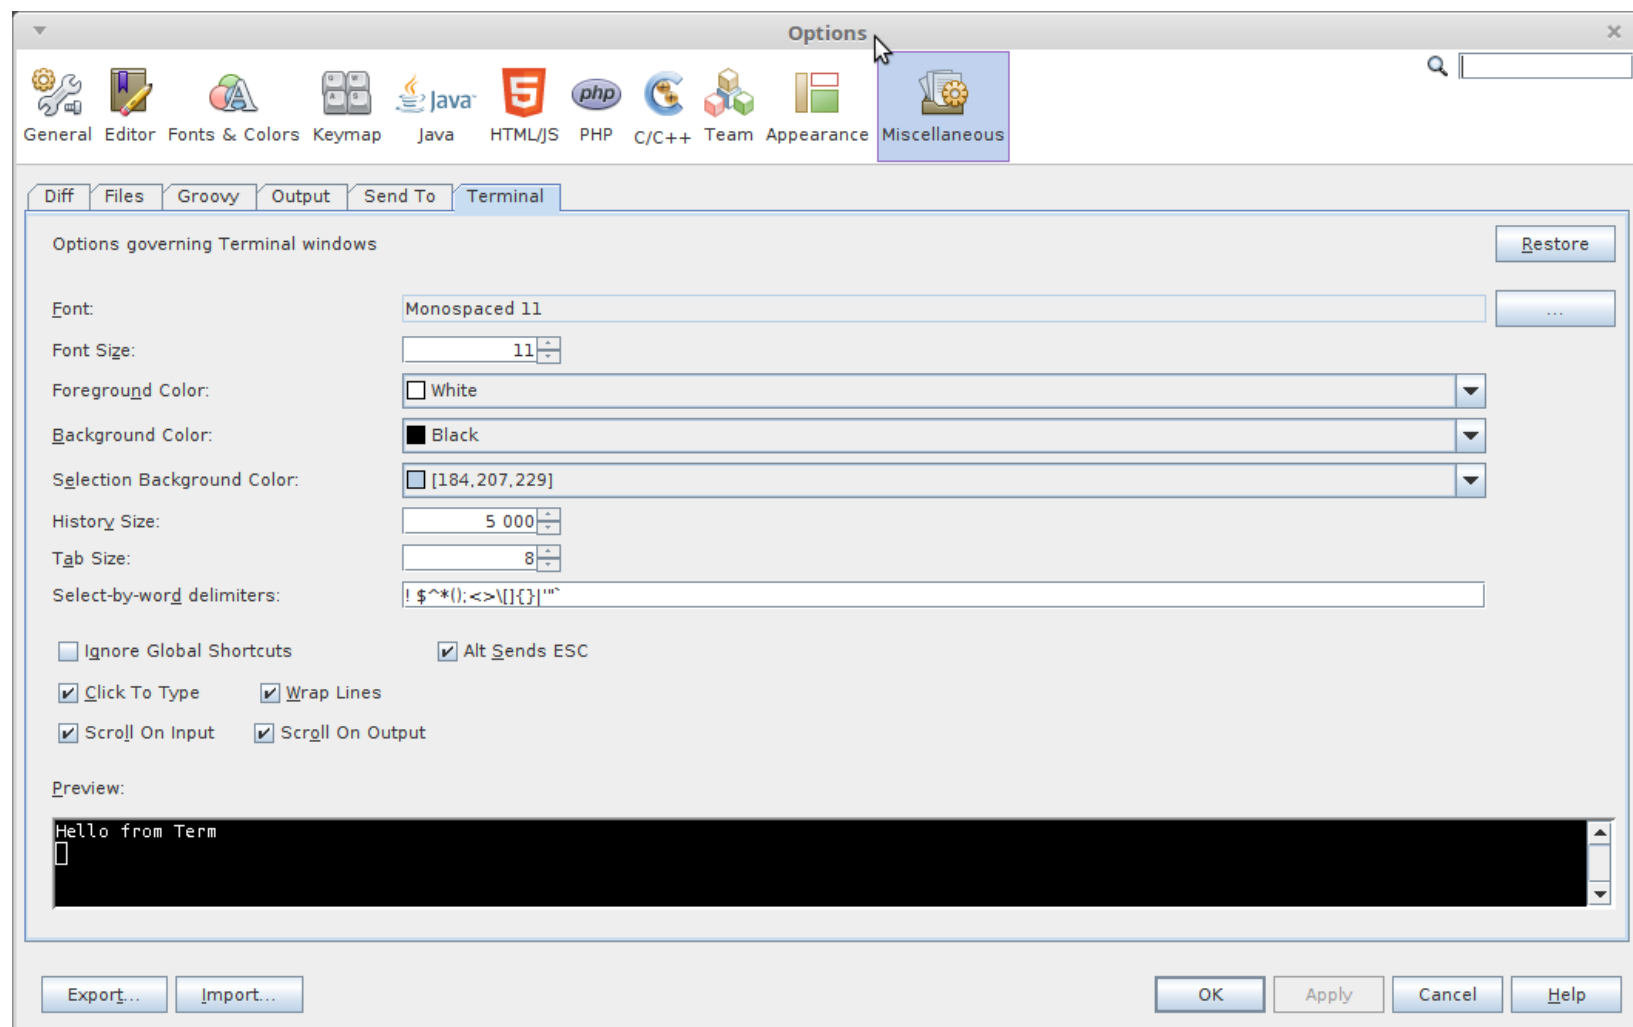 Options
General Editor Fonts & Colors Keymap Java HTML/JS PHP C/C++ Team Appearance Miscellaneous
Diff Files Groovy Output Send To Terminal
Options governing Terminal windows Restore
Font: Monospaced 11 ...
Font Size: 11
Foreground Color: White
Background Color: Black
Selection Background Color: [184,207,229]
History Size: 5 000
Tab Size: 8
Select-by-word delimiters: ! $^*();<>\[]{}|'"`
Ignore Global Shortcuts Alt Sends ESC
Click To Type Wrap Lines
Scroll On Input Scroll On Output
Preview:
Hello from Term
Export... Import... OK Apply Cancel Help